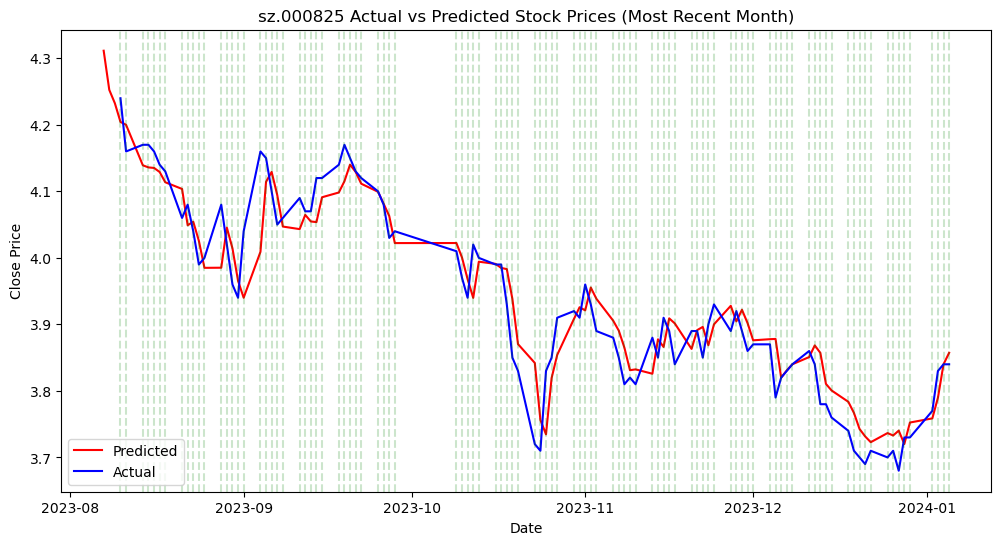 sz.000825 Actual vs Predicted Stock Prices (Most Recent Month)
Close Price
4.3
4.2
4.1
4.0
3.9
3.8
3.7
Predicted
Actual
2023-08
2023-09
2023-10
2023-11
2023-12
2024-01
Date